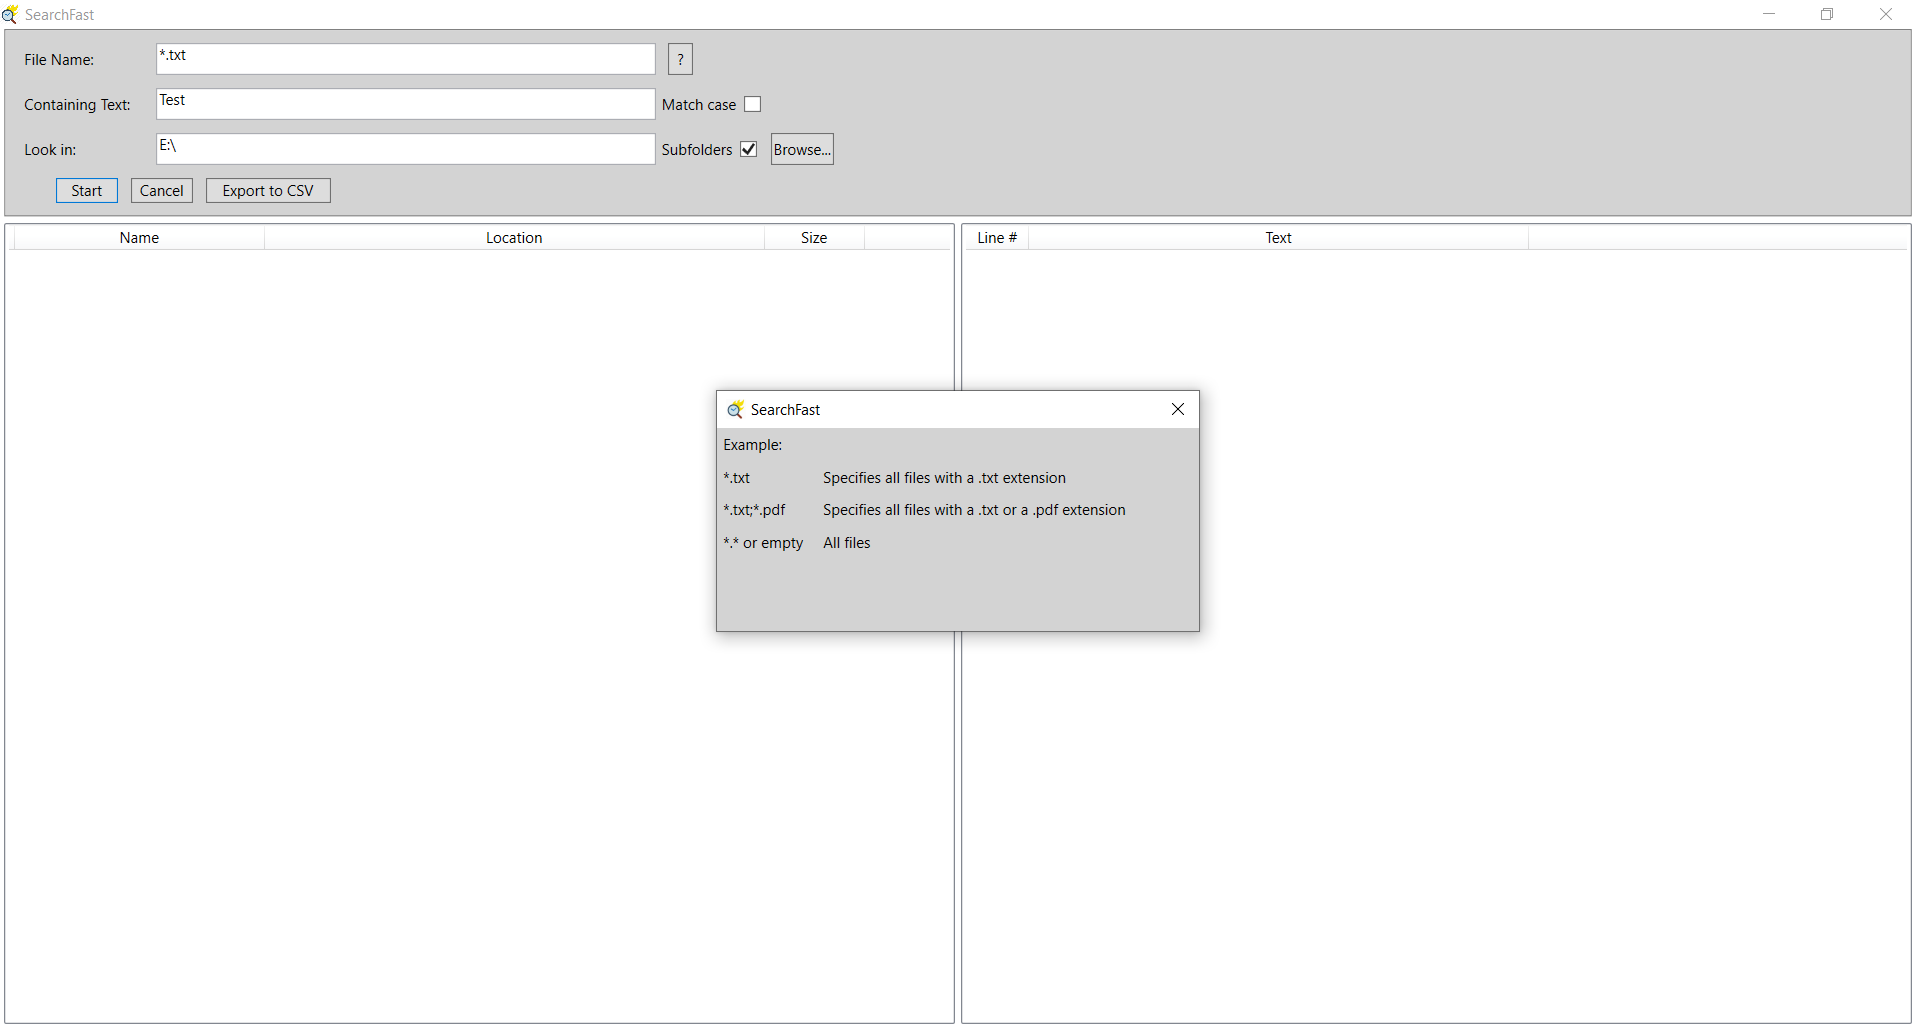 SearchFast
File Name: *.txt ?
Containing Text: Test Match case
Look in: E:\ Subfolders Browse...
Start Cancel Export to CSV
Name Location Size Line # Text
SearchFast
Example:
*.txt Specifies all files with a .txt extension
*.txt;*.pdf Specifies all files with a .txt or a .pdf extension
*.* or empty All files